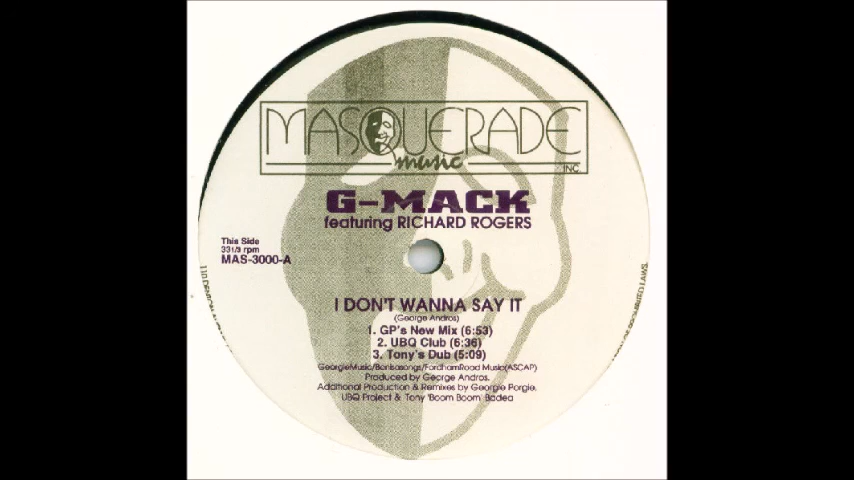 MASQUERADE
music
INC.
G-MACK
featuring RICHARD ROGERS
This Side
33 1/3 rpm
MAS-3000-A
I DON'T WANNA SAY IT
(George Andros)
1. GP's New Mix (6:53)
2. UBQ Club (6:36)
3. Tony's Dub (5:09)
GeorgieMusic/Bonisasongs/FordhamRoad Music(ASCAP)
Produced by George Andros.
Additional Production & Remixes by Georgie Porgie,
UBQ Project & Tony 'Boom Boom' Badea
LAWS.